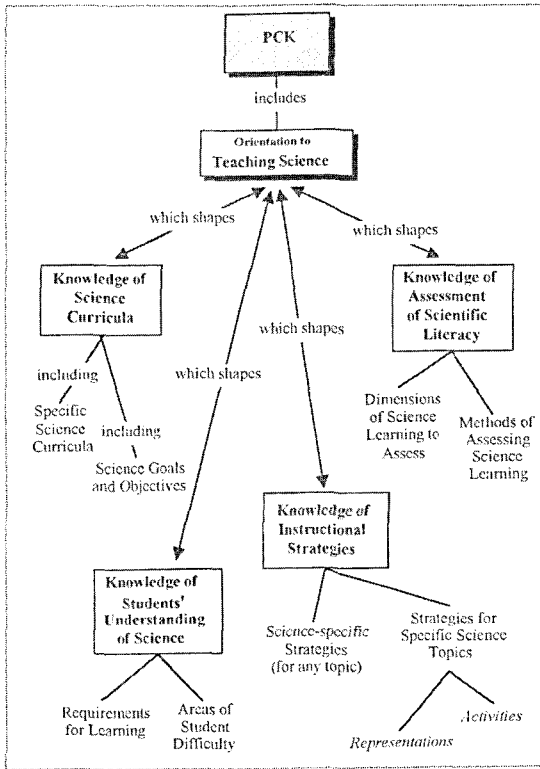 PCK
includes
Orientation to
Teaching Science
which shapes
which shapes
Knowledge of
Science
Curricula
Knowledge of
Assessment
of Scientific
Literacy
which shapes
which shapes
including
Specific
Science
Curricula
including
Science Goals
and Objectives
Dimensions
of Science
Learning to
Assess
Methods of
Assessing
Science
Learning
Knowledge of
Instructional
Strategies
Knowledge of
Students'
Understanding
of Science
Science-specific
Strategies
(for any topic)
Strategies for
Specific Science
Topics
Requirements
for Learning
Areas of
Student
Difficulty
Representations
Activities